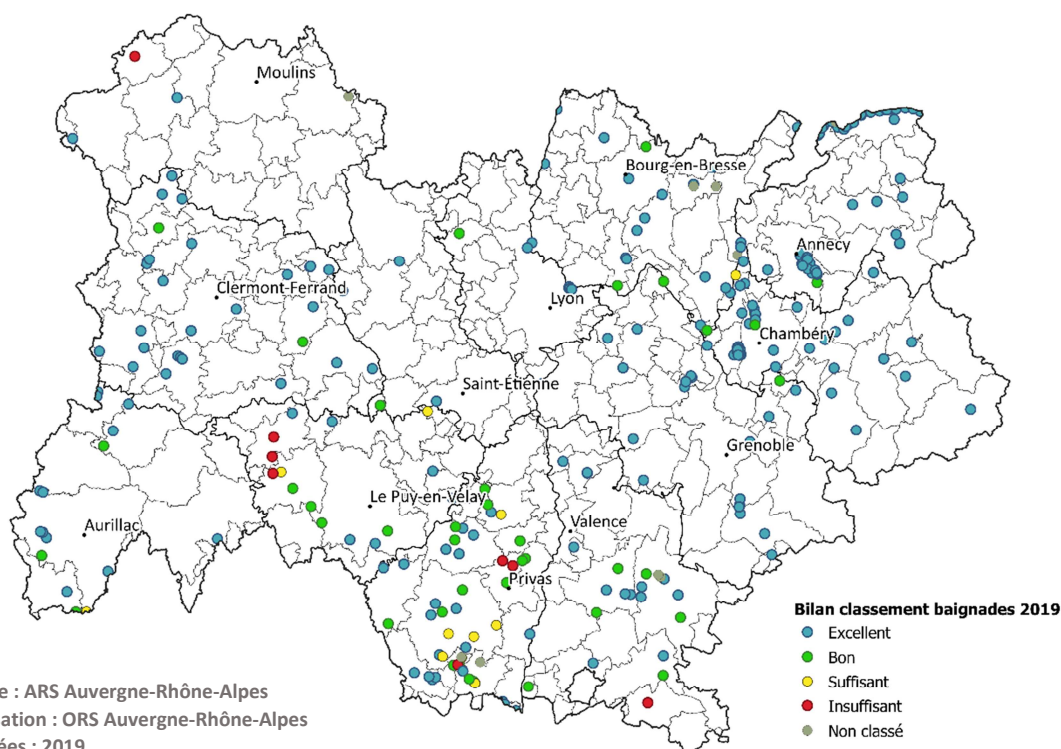 Moulins
Bourg-en-Bresse
Annecy
Clermont-Ferrand
Lyon
Chambéry
Saint-Étienne
Grenoble
Le Puy-en-Velay
Aurillac
Valence
Privas
Bilan classement baignades 2019
Excellent
Bon
Suffisant
Insuffisant
Non classé
e : ARS Auvergne-Rhône-Alpes
ation : ORS Auvergne-Rhône-Alpes
ées : 2019